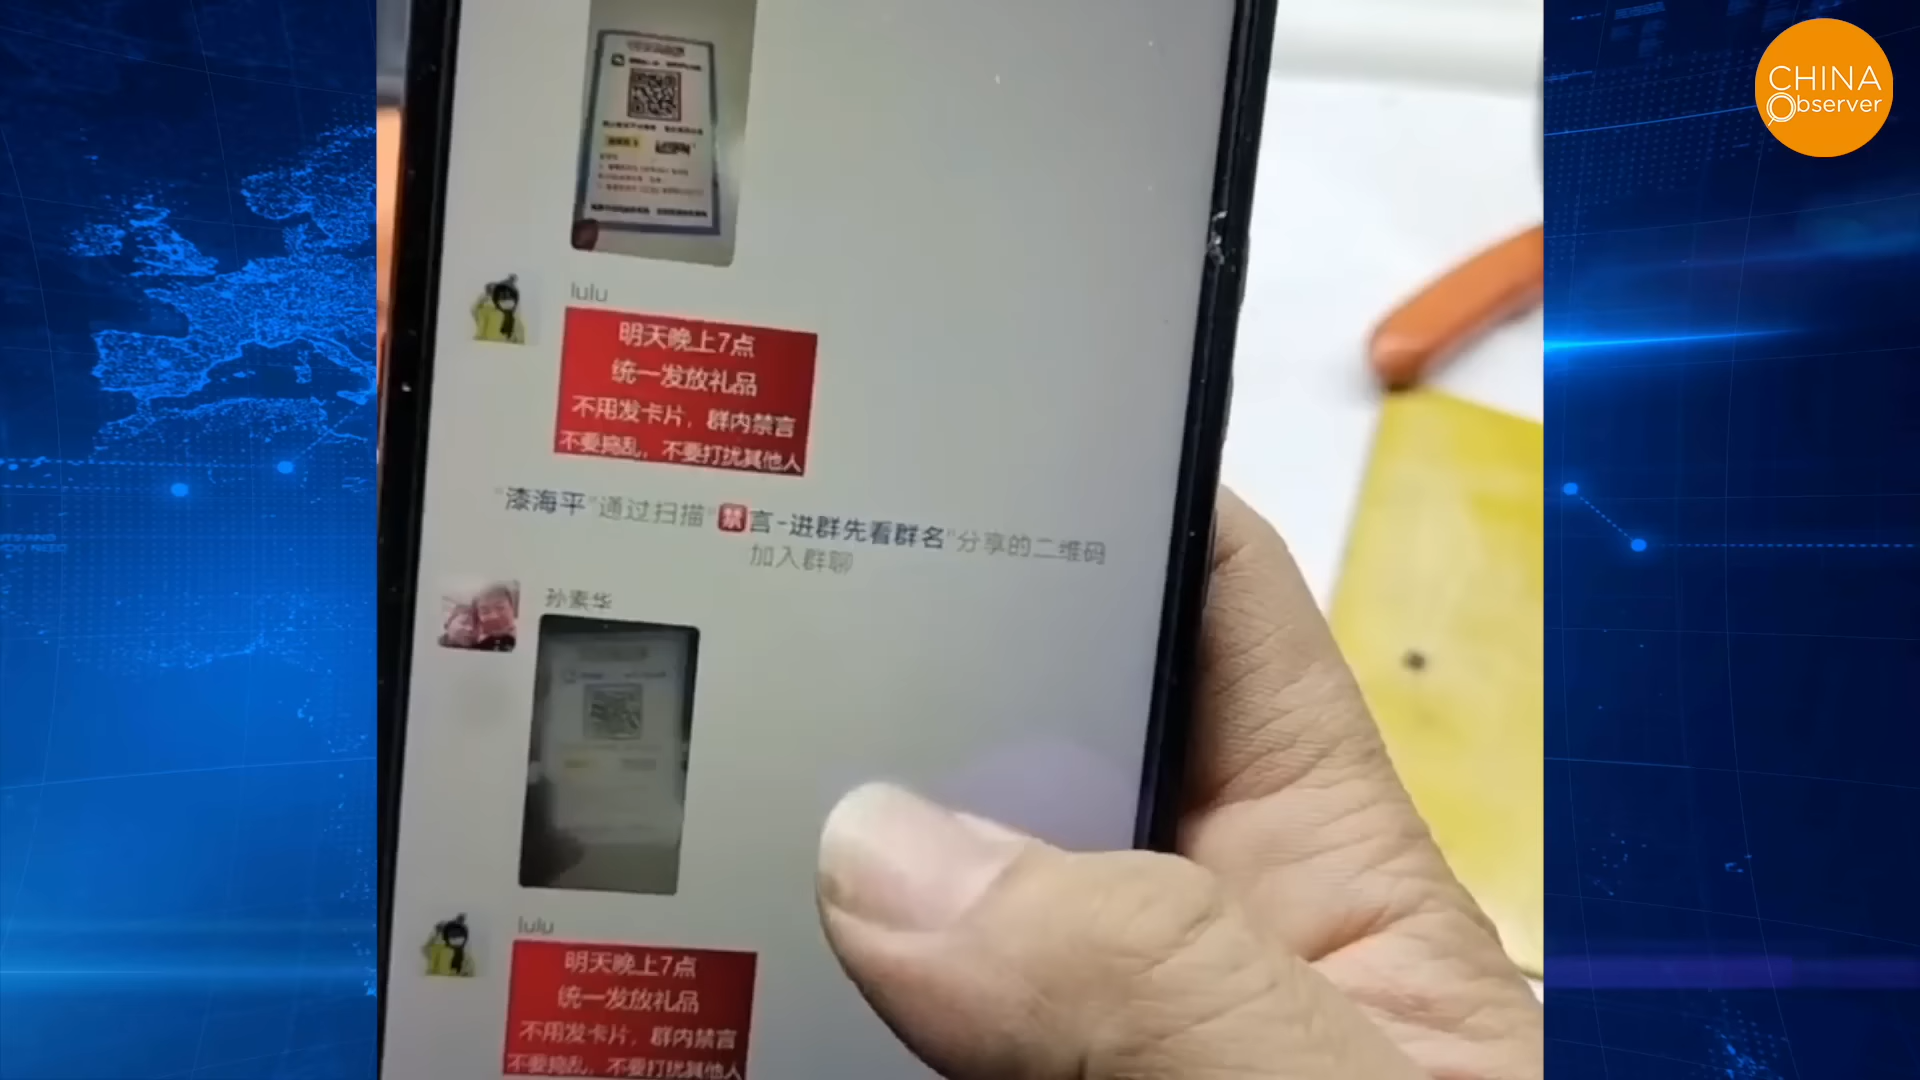 CHINA
Observer
lulu
明天晚上7点
统一发放礼品
不用发卡片，群内禁言
不要捣乱，不要打扰其他人
"漆海平"通过扫描"禁言-进群先看群名"分享的二维码
加入群聊
孙素华
lulu
明天晚上7点
统一发放礼品
不用发卡片，群内禁言
不要捣乱，不要打扰其他人